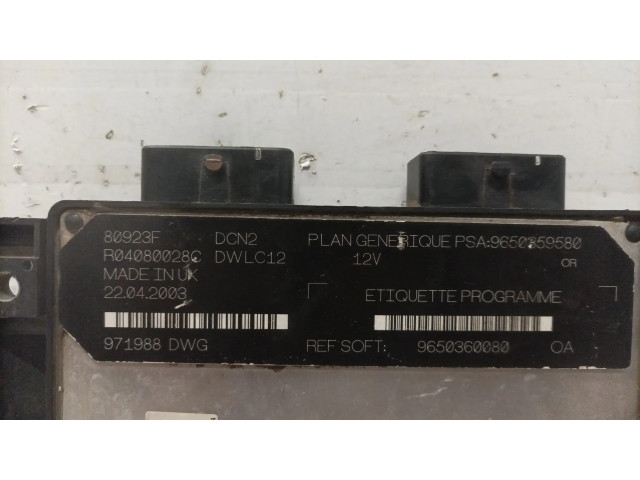 80923F DCN2 PLAN GENERIQUE PSA:9650359580
R04080028C DWLC12 12V OR
MADE IN UK
22.04.2003 ETIQUETTE PROGRAMME
971988 DWG REF SOFT: 9650360080 OA